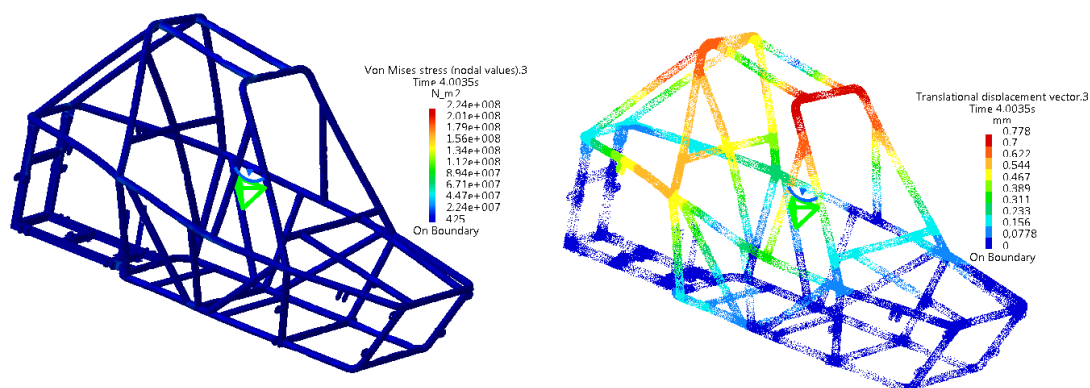 Von Mises stress (nodal values).3
Time 4.0035s
N_m2
2.24e+008
2.01e+008
1.79e+008
1.56e+008
1.34e+008
1.12e+008
8.94e+007
6.71e+007
4.47e+007
2.24e+007
425
On Boundary
Translational displacement vector.3
Time 4.0035s
mm
0.778
0.7
0.622
0.544
0.467
0.389
0.311
0.233
0.156
0.0778
0
On Boundary